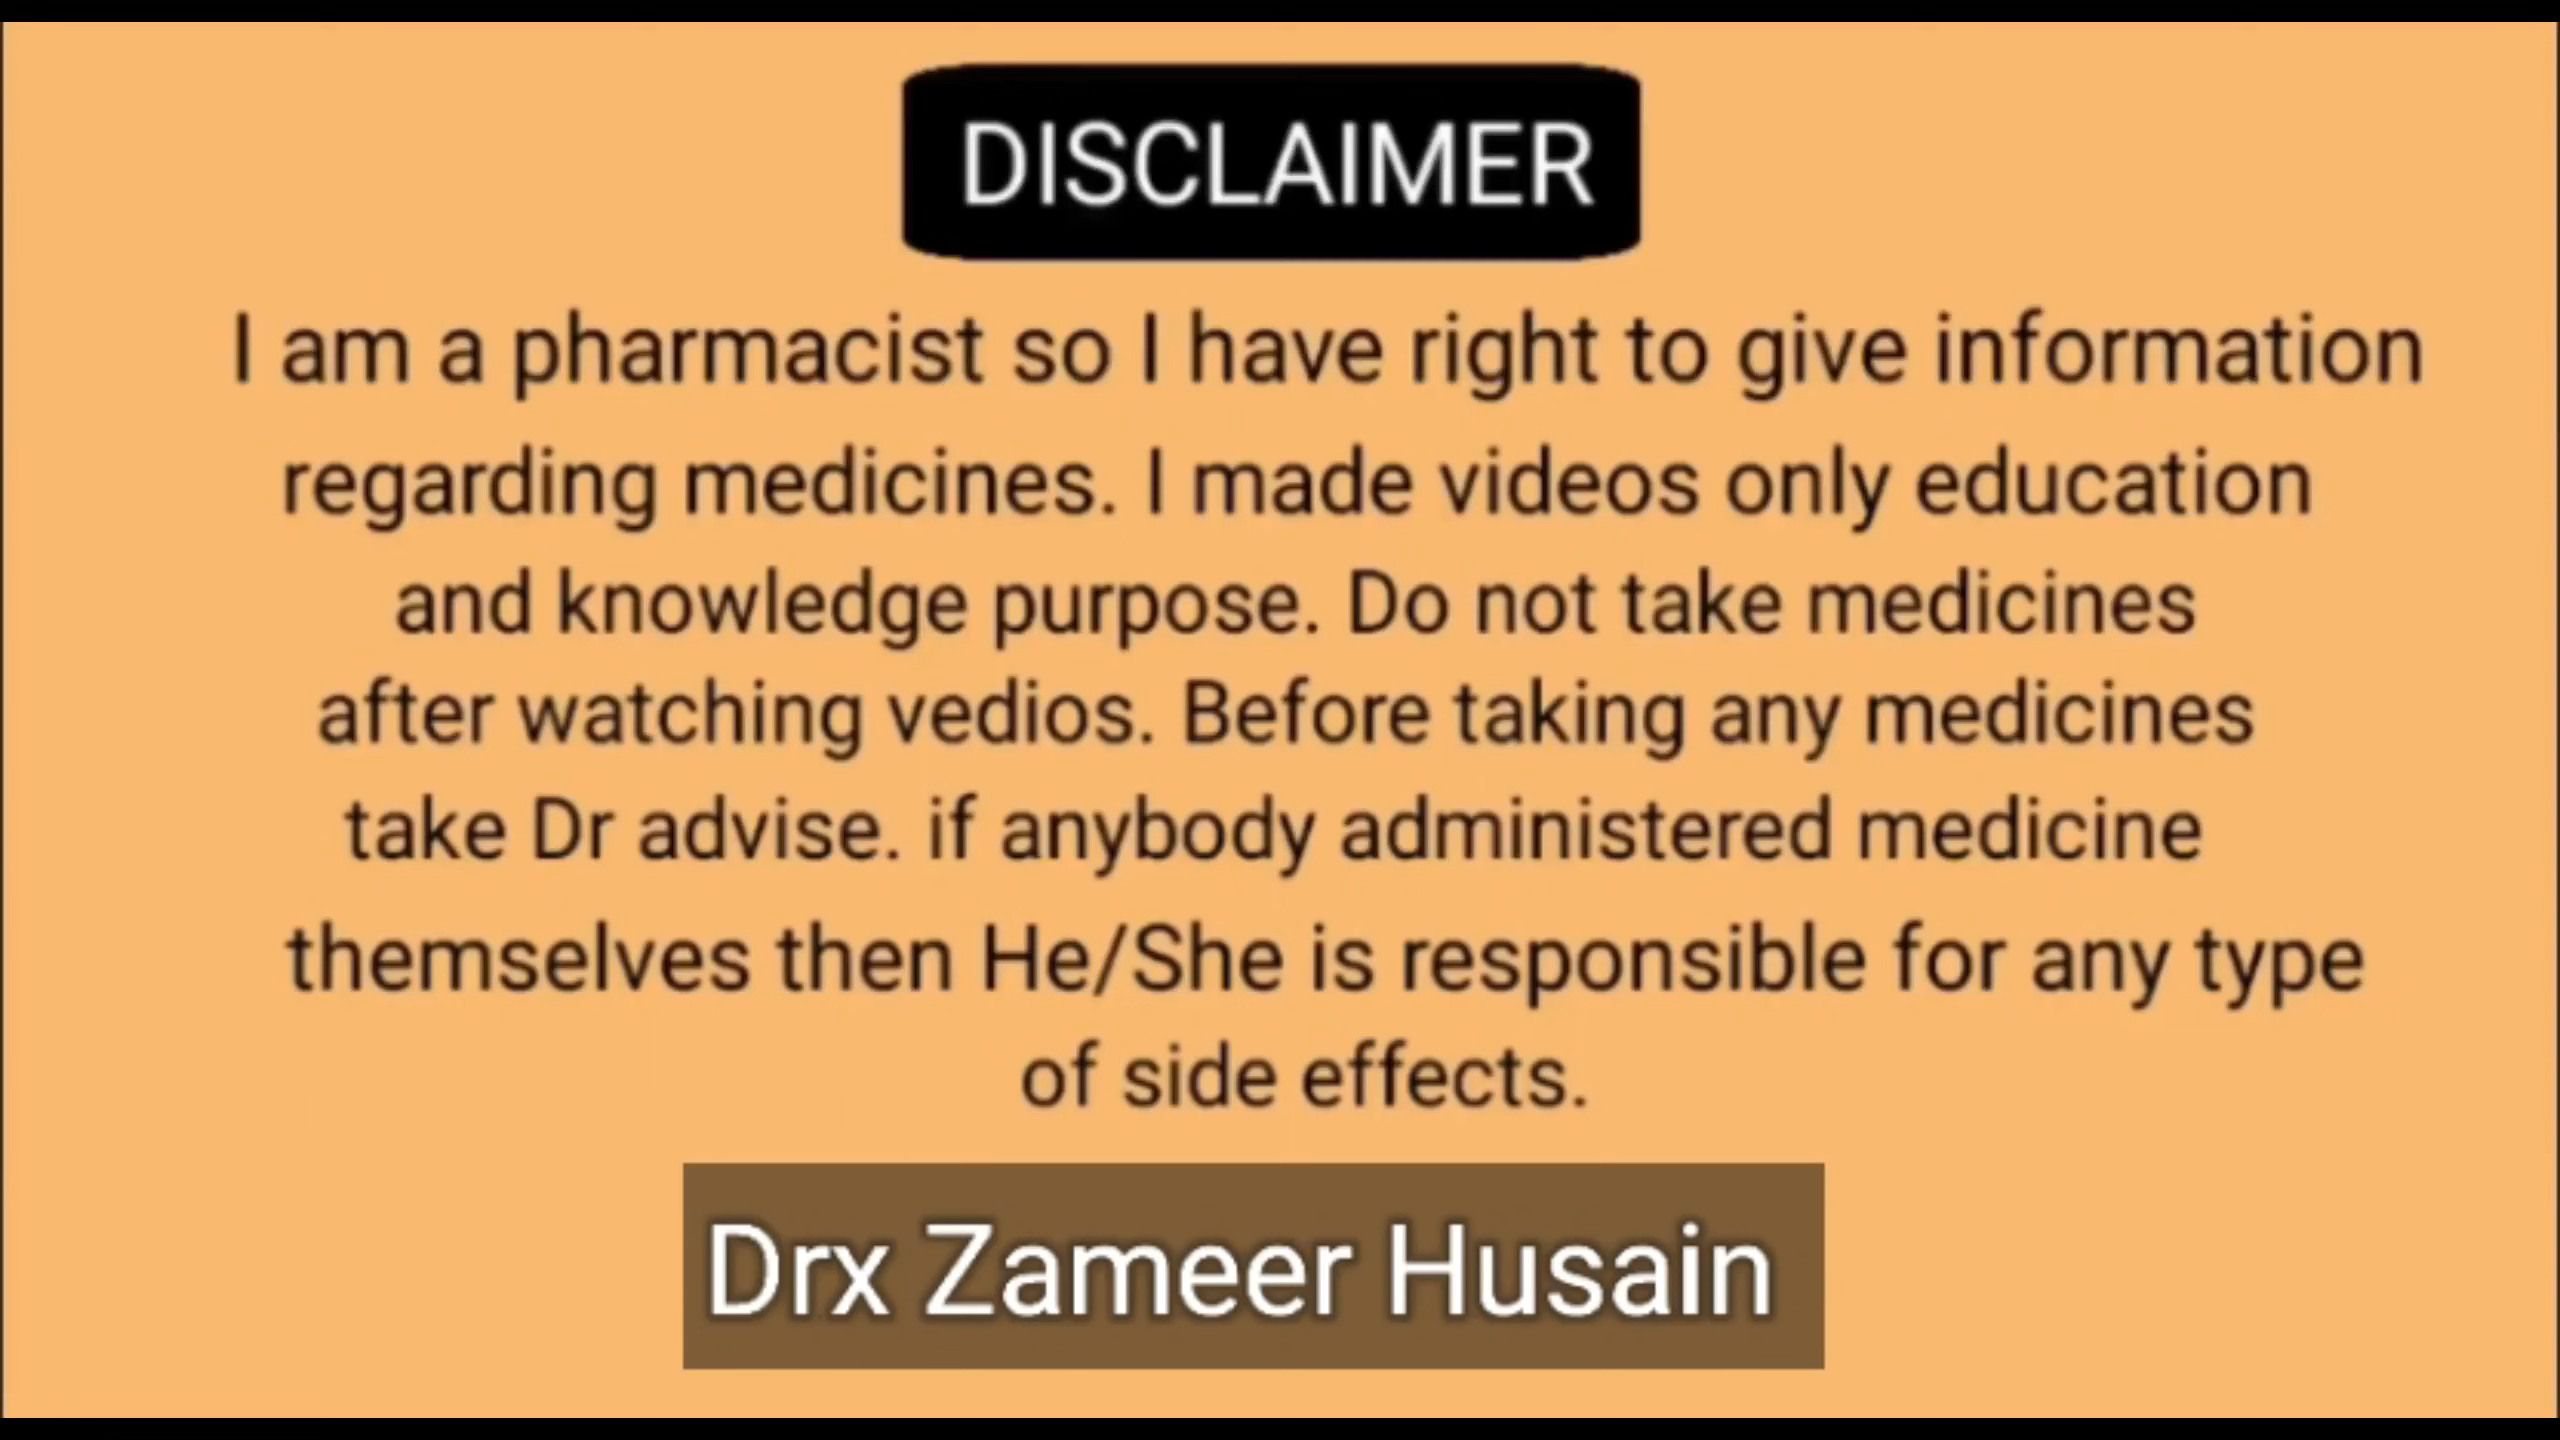 DISCLAIMER
I am a pharmacist so I have right to give information
regarding medicines. I made videos only education
and knowledge purpose. Do not take medicines
after watching vedios. Before taking any medicines
take Dr advise. if anybody administered medicine
themselves then He/She is responsible for any type
of side effects.
Drx Zameer Husain